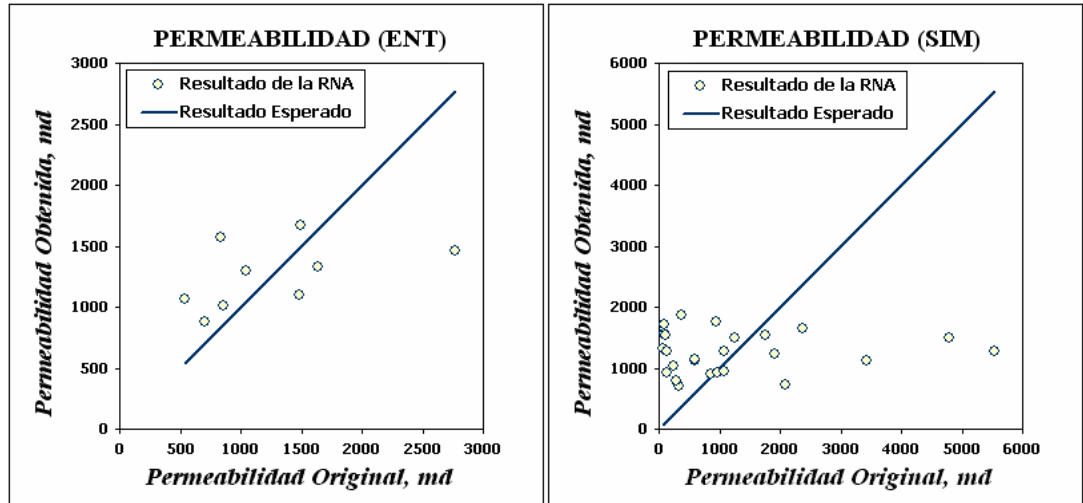 PERMEABILIDAD (ENT)
3000
2500
2000
1500
1000
500
0
Resultado de la RNA
Resultado Esperado
Permeabilidad Obtenida, md
0 500 1000 1500 2000 2500 3000
Permeabilidad Original, md
PERMEABILIDAD (SIM)
6000
5000
4000
3000
2000
1000
0
Resultado de la RNA
Resultado Esperado
Permeabilidad Obtenida, md
0 1000 2000 3000 4000 5000 6000
Permeabilidad Original, md